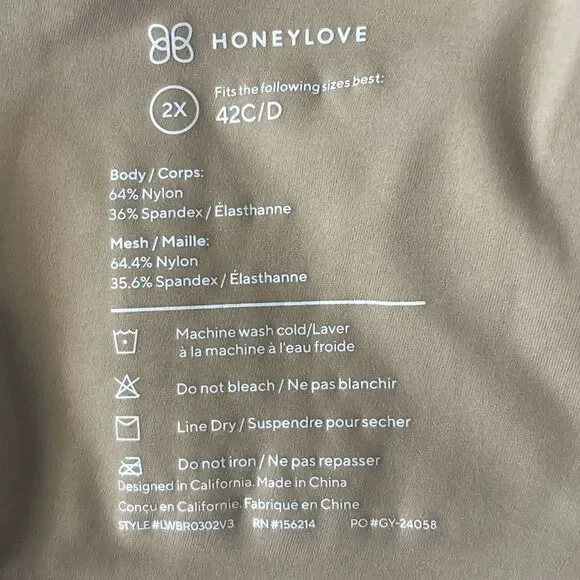 HONEYLOVE
2X
Fits the following sizes best:
42C/D
Body / Corps:
64% Nylon
36% Spandex / Élasthanne
Mesh / Maille:
64.4% Nylon
35.6% Spandex / Élasthanne
Machine wash cold/Laver
à la machine à l'eau froide
Do not bleach / Ne pas blanchir
Line Dry / Suspendre pour secher
Do not iron / Ne pas repasser
Designed in California. Made in China
Conçu en Californie. Fabriqué en Chine
STYLE #LWBR0302V3 RN #156214 PO #GY-24058